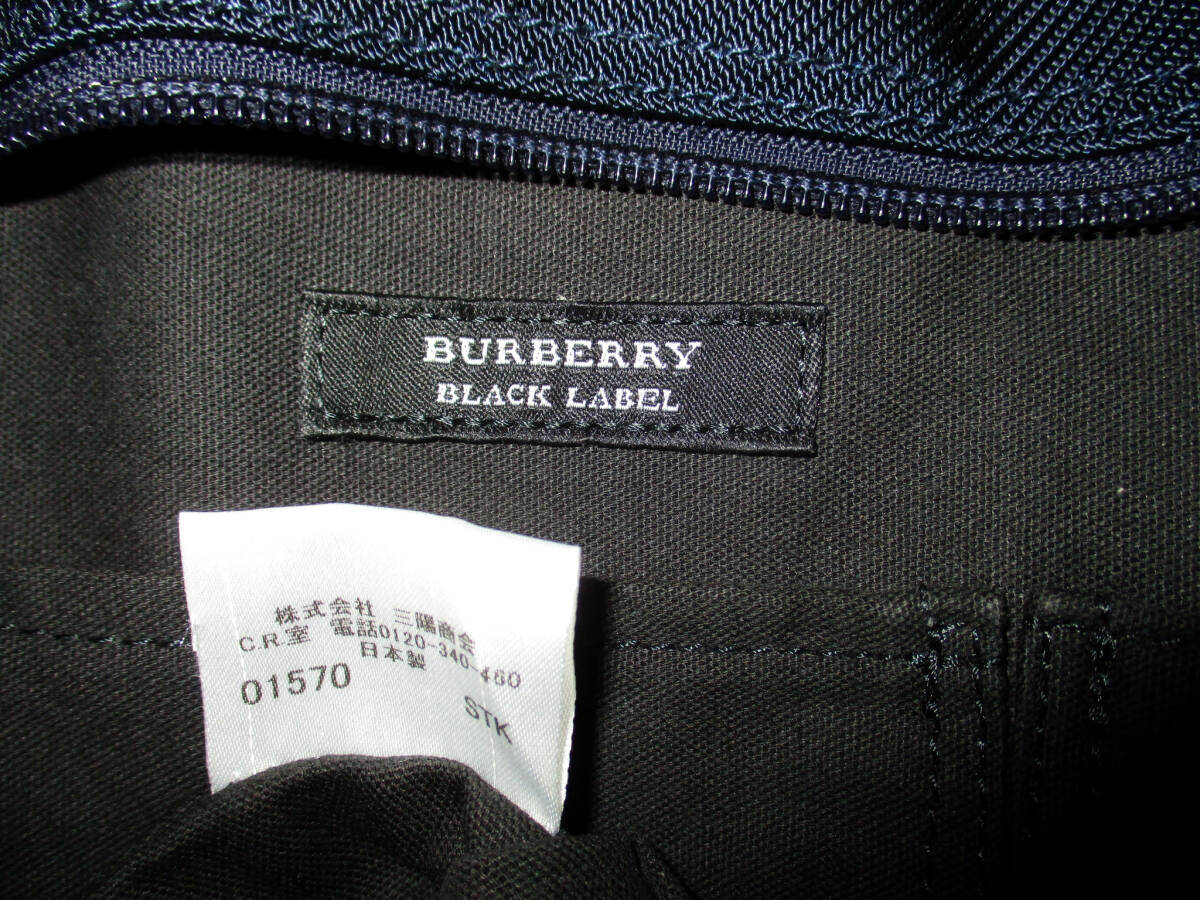 BURBERRY
BLACK LABEL
株式会社 三陽商会
C.R.室 電話0120-340-460
日本製
01570
STK